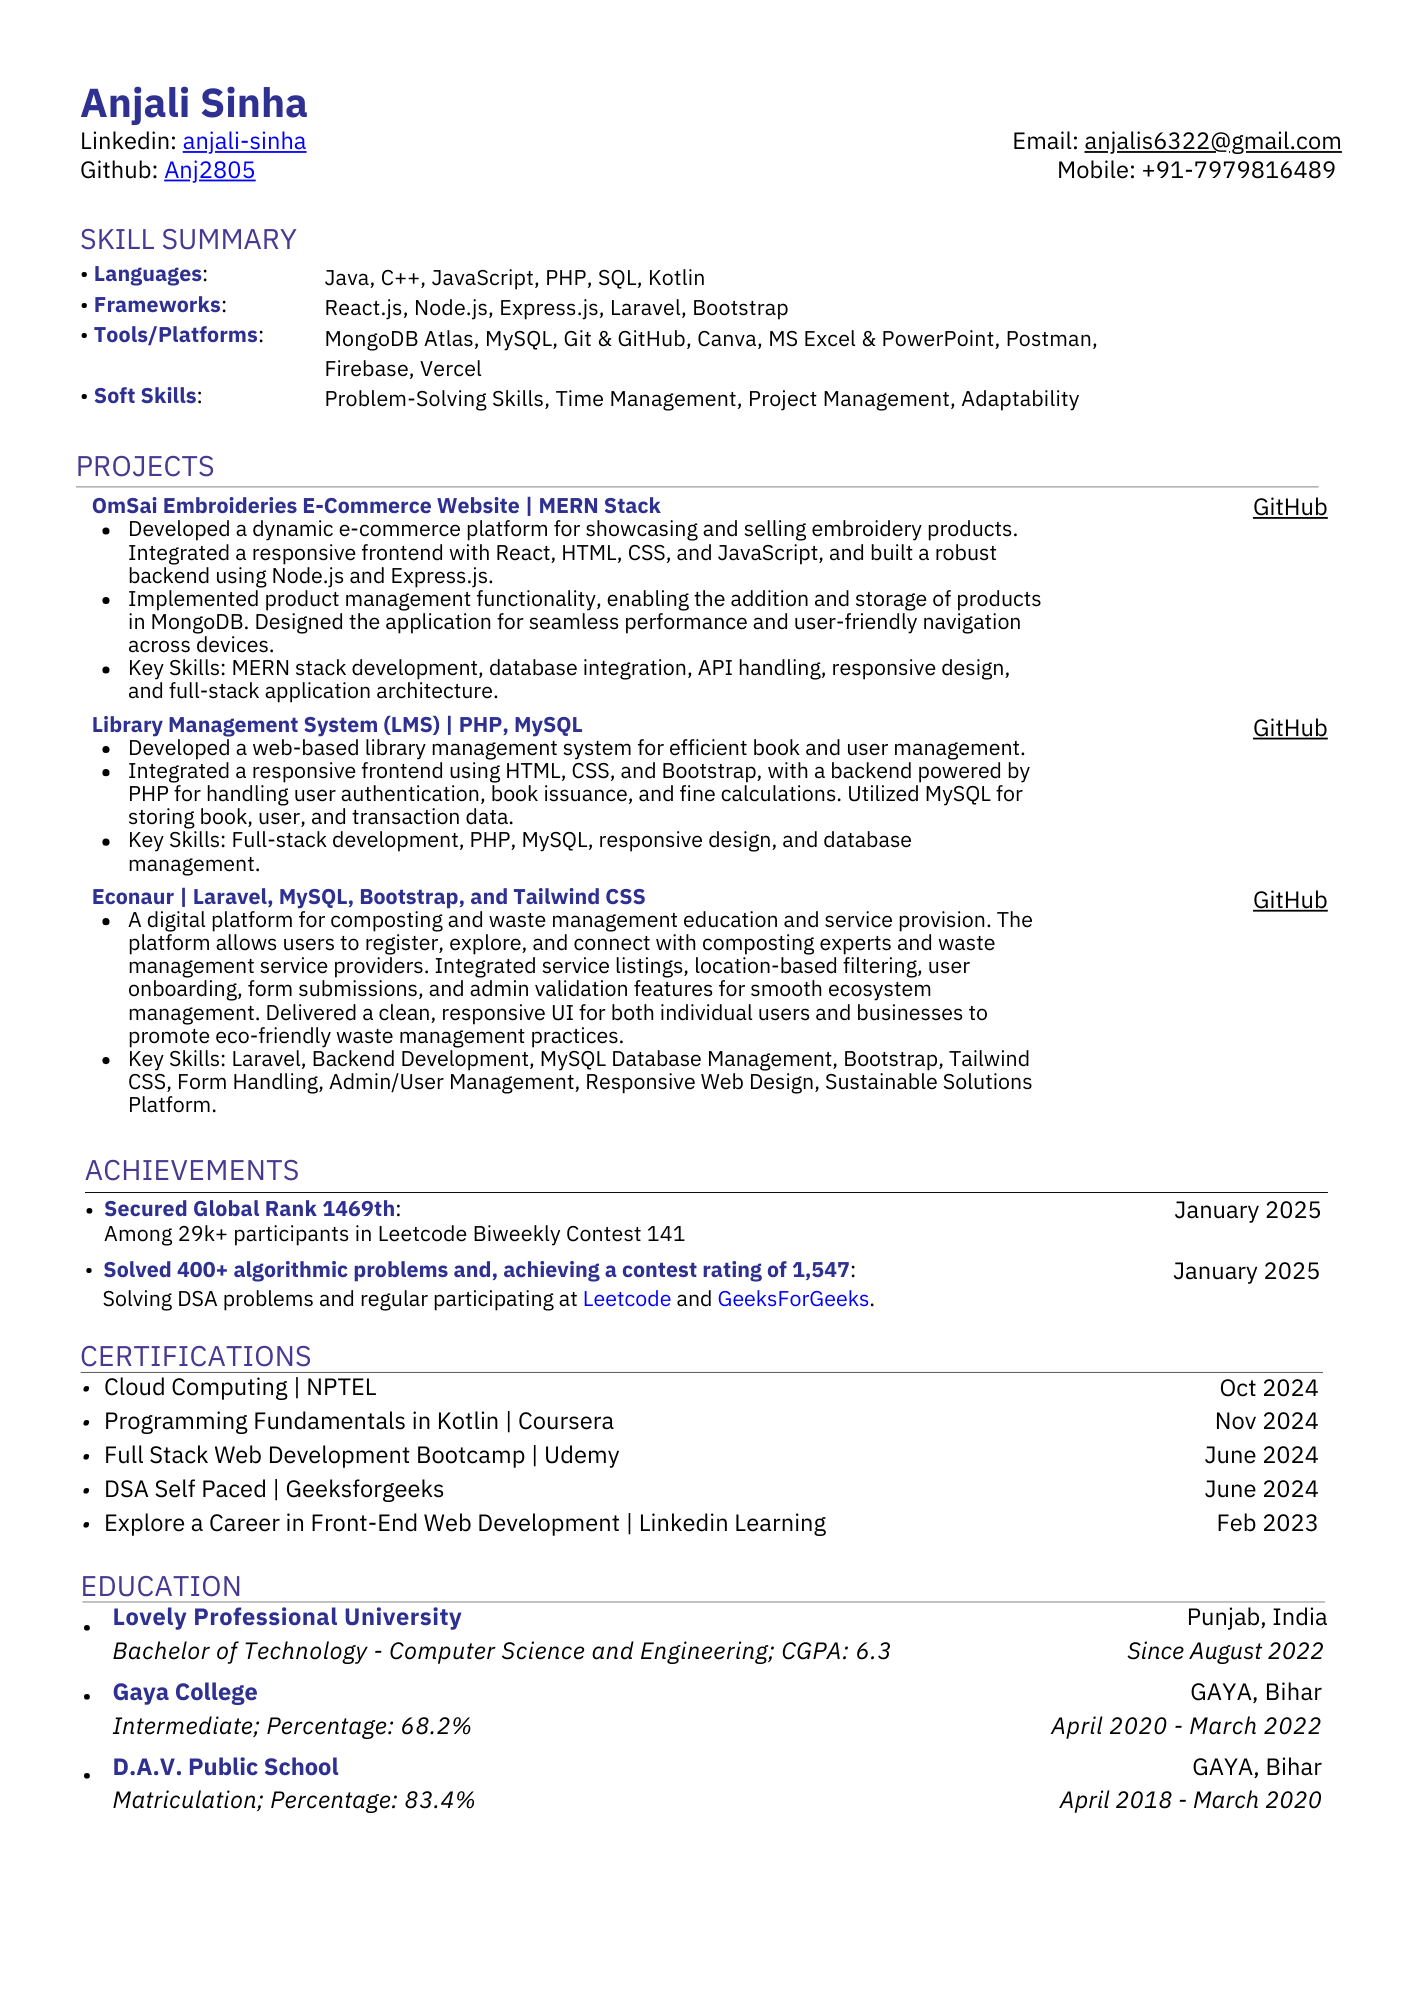 Anjali Sinha
Linkedin: anjali-sinha
Email: anjalis6322@gmail.com
Github: Anj2805
Mobile: +91-7979816489
SKILL SUMMARY
• Languages: Java, C++, JavaScript, PHP, SQL, Kotlin
• Frameworks: React.js, Node.js, Express.js, Laravel, Bootstrap
• Tools/Platforms: MongoDB Atlas, MySQL, Git & GitHub, Canva, MS Excel & PowerPoint, Postman,
Firebase, Vercel
• Soft Skills: Problem-Solving Skills, Time Management, Project Management, Adaptability
PROJECTS
OmSai Embroideries E-Commerce Website | MERN Stack GitHub
• Developed a dynamic e-commerce platform for showcasing and selling embroidery products.
Integrated a responsive frontend with React, HTML, CSS, and JavaScript, and built a robust
backend using Node.js and Express.js.
• Implemented product management functionality, enabling the addition and storage of products
in MongoDB. Designed the application for seamless performance and user-friendly navigation
across devices.
• Key Skills: MERN stack development, database integration, API handling, responsive design,
and full-stack application architecture.
Library Management System (LMS) | PHP, MySQL GitHub
• Developed a web-based library management system for efficient book and user management.
• Integrated a responsive frontend using HTML, CSS, and Bootstrap, with a backend powered by
PHP for handling user authentication, book issuance, and fine calculations. Utilized MySQL for
storing book, user, and transaction data.
• Key Skills: Full-stack development, PHP, MySQL, responsive design, and database
management.
Econaur | Laravel, MySQL, Bootstrap, and Tailwind CSS GitHub
• A digital platform for composting and waste management education and service provision. The
platform allows users to register, explore, and connect with composting experts and waste
management service providers. Integrated service listings, location-based filtering, user
onboarding, form submissions, and admin validation features for smooth ecosystem
management. Delivered a clean, responsive UI for both individual users and businesses to
promote eco-friendly waste management practices.
• Key Skills: Laravel, Backend Development, MySQL Database Management, Bootstrap, Tailwind
CSS, Form Handling, Admin/User Management, Responsive Web Design, Sustainable Solutions
Platform.
ACHIEVEMENTS
• Secured Global Rank 1469th: January 2025
Among 29k+ participants in Leetcode Biweekly Contest 141
• Solved 400+ algorithmic problems and, achieving a contest rating of 1,547: January 2025
Solving DSA problems and regular participating at Leetcode and GeeksForGeeks.
CERTIFICATIONS
• Cloud Computing | NPTEL Oct 2024
• Programming Fundamentals in Kotlin | Coursera Nov 2024
• Full Stack Web Development Bootcamp | Udemy June 2024
• DSA Self Paced | Geeksforgeeks June 2024
• Explore a Career in Front-End Web Development | Linkedin Learning Feb 2023
EDUCATION
• Lovely Professional University Punjab, India
Bachelor of Technology - Computer Science and Engineering; CGPA: 6.3 Since August 2022
• Gaya College GAYA, Bihar
Intermediate; Percentage: 68.2% April 2020 - March 2022
• D.A.V. Public School GAYA, Bihar
Matriculation; Percentage: 83.4% April 2018 - March 2020